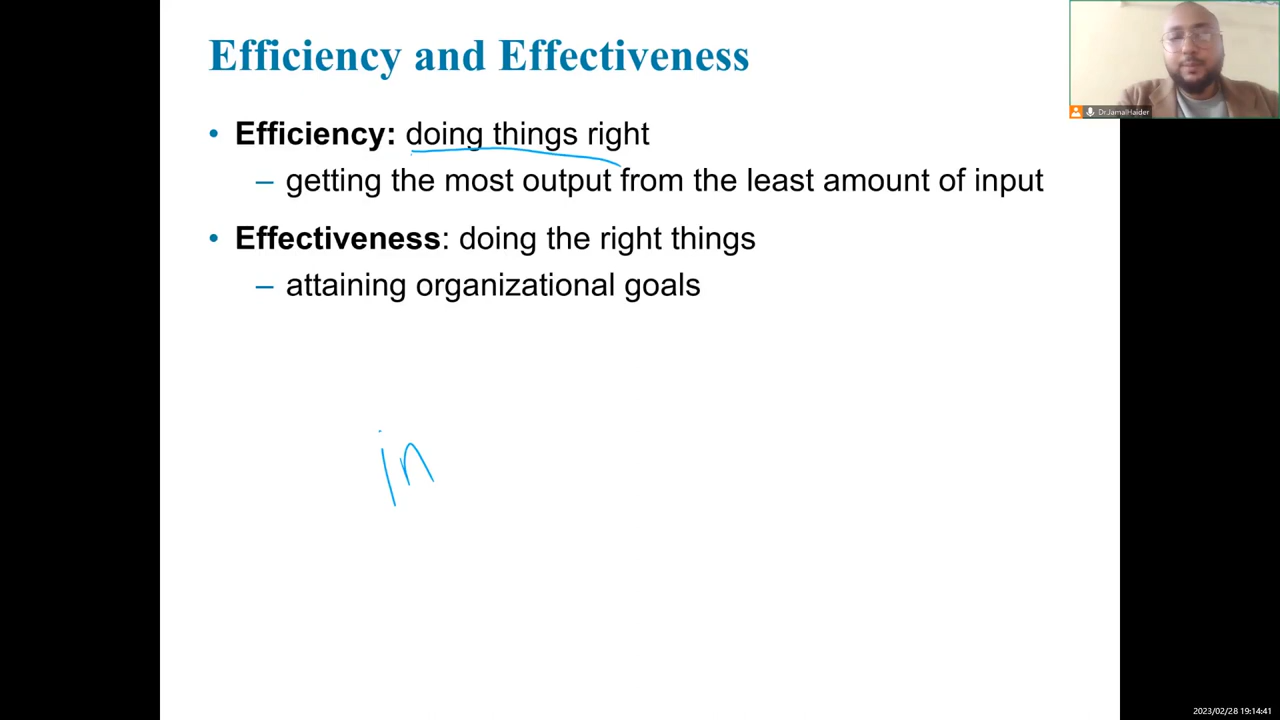 Efficiency and Effectiveness
• Efficiency: doing things right
– getting the most output from the least amount of input
• Effectiveness: doing the right things
– attaining organizational goals
in
Dr.JamalHaider
2023/02/28 19:14:41